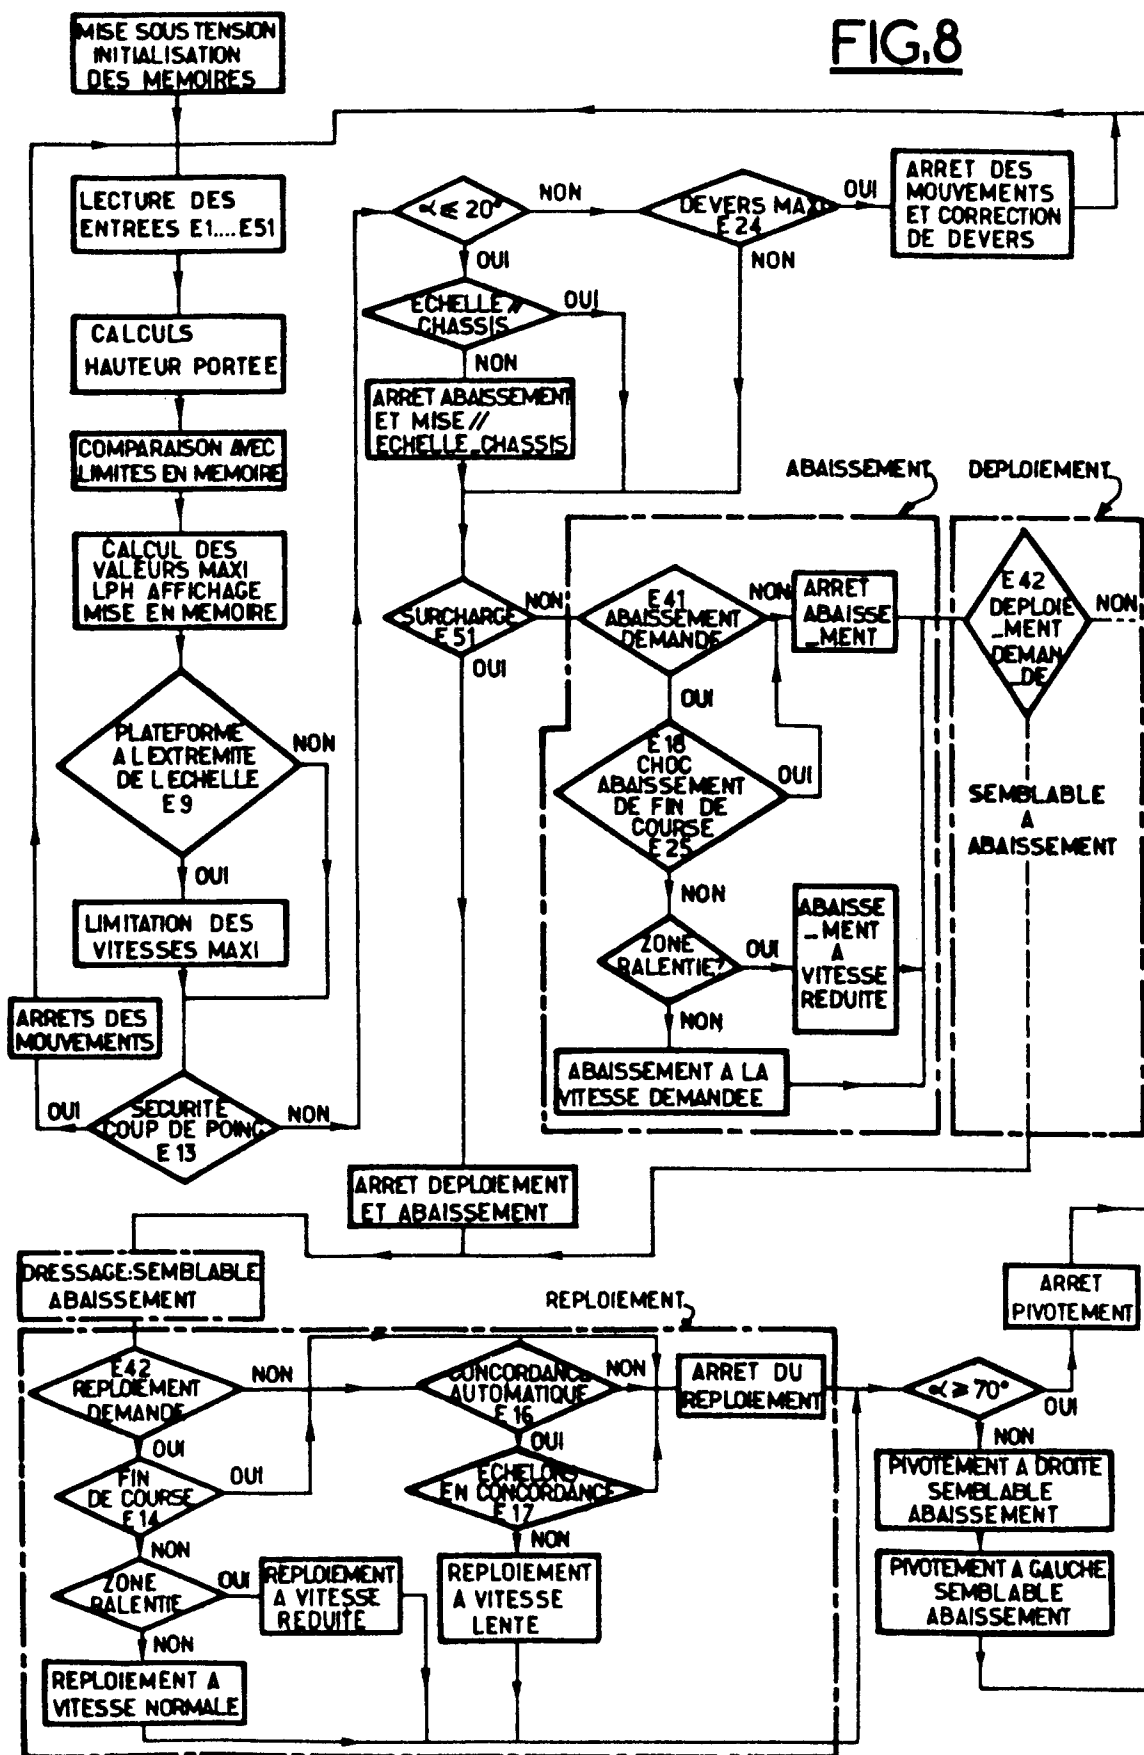 FIG.8
MISE SOUS TENSION
INITIALISATION
DES MEMOIRES
LECTURE DES
ENTREES E1....E51
CALCULS
HAUTEUR PORTEE
COMPARAISON AVEC
LIMITES EN MEMOIRE
CALCUL DES
VALEURS MAXI
LPH AFFICHAGE
MISE EN MEMOIRE
PLATEFORME
A L EXTREMITE
DE L ECHELLE
E9
NON
OUI
LIMITATION DES
VITESSES MAXI
ARRETS DES
MOUVEMENTS
OUI
SECURITE
COUP DE POING
E 13
NON
α ⩽ 20°
NON
DEVERS MAXI
E 24
OUI
ARRET DES
MOUVEMENTS
ET CORRECTION
DE DEVERS
OUI
NON
ECHELLE //
CHASSIS
OUI
NON
ARRET ABAISSEMENT
ET MISE //
ECHELLE_CHASSIS
SURCHARGE
E 51
NON
OUI
ABAISSEMENT
E 41
ABAISSEMENT
DEMANDE
NON
ARRET
ABAISSE
_MENT
OUI
E 18
CHOC
ABAISSEMENT
DE FIN DE
COURSE
E 25
OUI
NON
ZONE
RALENTIE?
OUI
ABAISSE
_MENT
A
VITESSE
REDUITE
NON
ABAISSEMENT A LA
VITESSE DEMANDEE
DEPLOIEMENT
E 42
DEPLOIE
_MENT
DEMAN
_DE
NON
SEMBLABLE
A
ABAISSEMENT
ARRET DEPLOIEMENT
ET ABAISSEMENT
DRESSAGE:SEMBLABLE
ABAISSEMENT
REPLOIEMENT
E42
REPLOIEMENT
DEMANDE
NON
OUI
FIN
DE COURSE
E 14
OUI
NON
ZONE
RALENTIE
OUI
REPLOIEMENT
A VITESSE
REDUITE
NON
REPLOIEMENT A
VITESSE NORMALE
CONCORDANCE
AUTOMATIQUE
E 16
NON
OUI
ECHELONS
EN CONCORDANCE
E 17
NON
REPLOIEMENT
A VITESSE
LENTE
ARRET DU
REPLOIEMENT
α ⩾ 70°
OUI
ARRET
PIVOTEMENT
NON
PIVOTEMENT A DROITE
SEMBLABLE
ABAISSEMENT
PIVOTEMENT A GAUCHE
SEMBLABLE
ABAISSEMENT